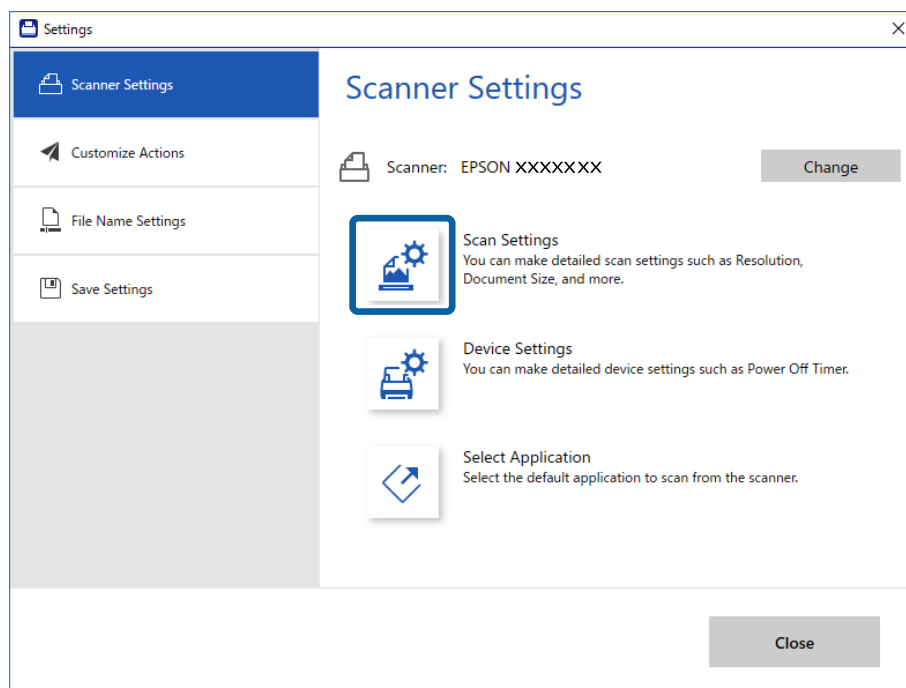 Settings
Scanner Settings
Customize Actions
File Name Settings
Save Settings
Scanner Settings
Scanner: EPSON XXXXXXX
Change
Scan Settings
You can make detailed scan settings such as Resolution,
Document Size, and more.
Device Settings
You can make detailed device settings such as Power Off Timer.
Select Application
Select the default application to scan from the scanner.
Close